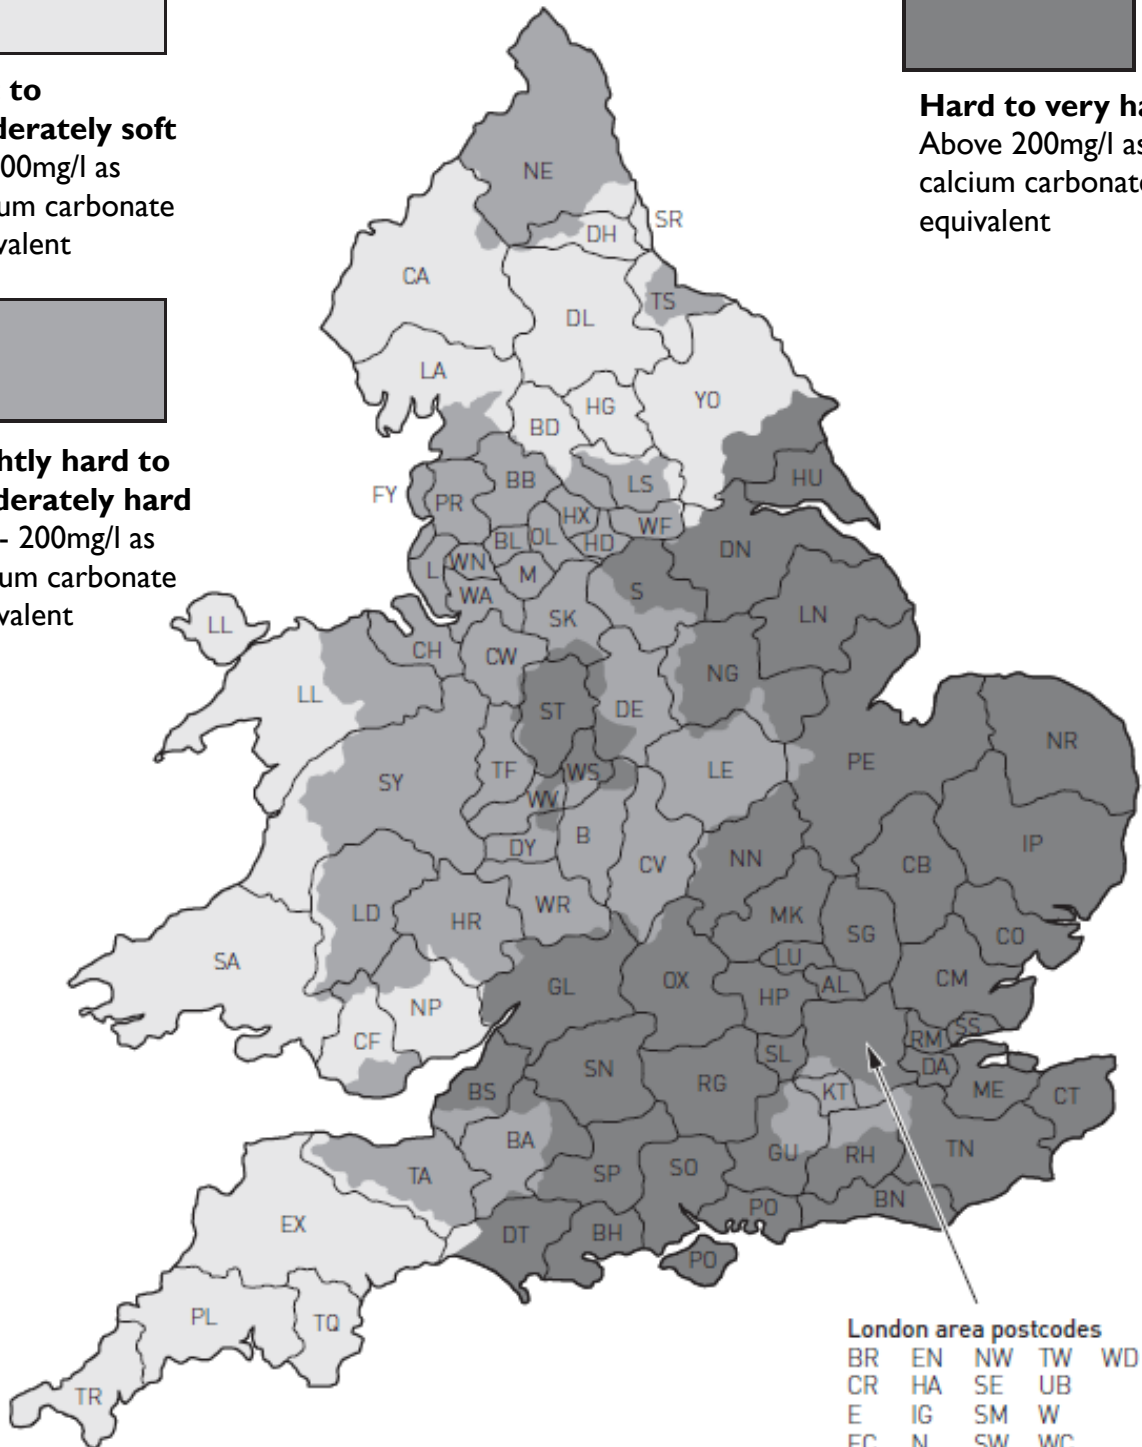 to
derately soft
00mg/l as
um carbonate
valent
Hard to very ha
Above 200mg/l as
calcium carbonate
equivalent
htly hard to
derately hard
- 200mg/l as
ium carbonate
valent
NE
SR
DH
CA
TS
DL
LA
HG
YO
BD
HU
BB
LS
FY
PR
HX
WF
BL
OL
HD
DN
L
WN
M
WA
S
SK
LN
LL
CH
CW
NG
LL
ST
DE
NR
SY
TF
WS
LE
PE
WV
B
DY
CV
NN
CB
IP
LD
HR
WR
MK
SG
CO
SA
LU
GL
OX
HP
AL
CM
NP
CF
SS
RM
SL
DA
SN
RG
BS
KT
ME
CT
BA
GU
RH
TN
TA
SP
SO
BN
PO
EX
DT
BH
PO
PL
TQ
TR
London area postcodes
BR EN NW TW WD
CR HA SE UB
E IG SM W
EC N SW WC